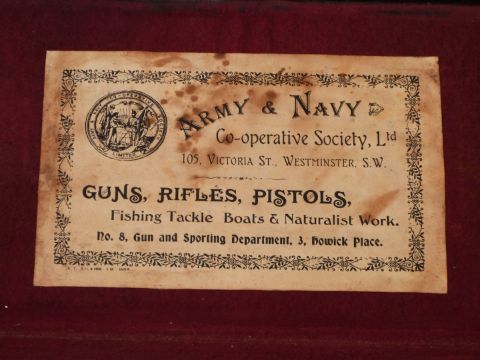 ARMY & NAVY
Co-operative Society, Ltd
105, VICTORIA ST., WESTMINSTER, S.W.
GUNS, RIFLES, PISTOLS,
Fishing Tackle Boats & Naturalist Work.
No. 8, Gun and Sporting Department, 3, Howick Place.